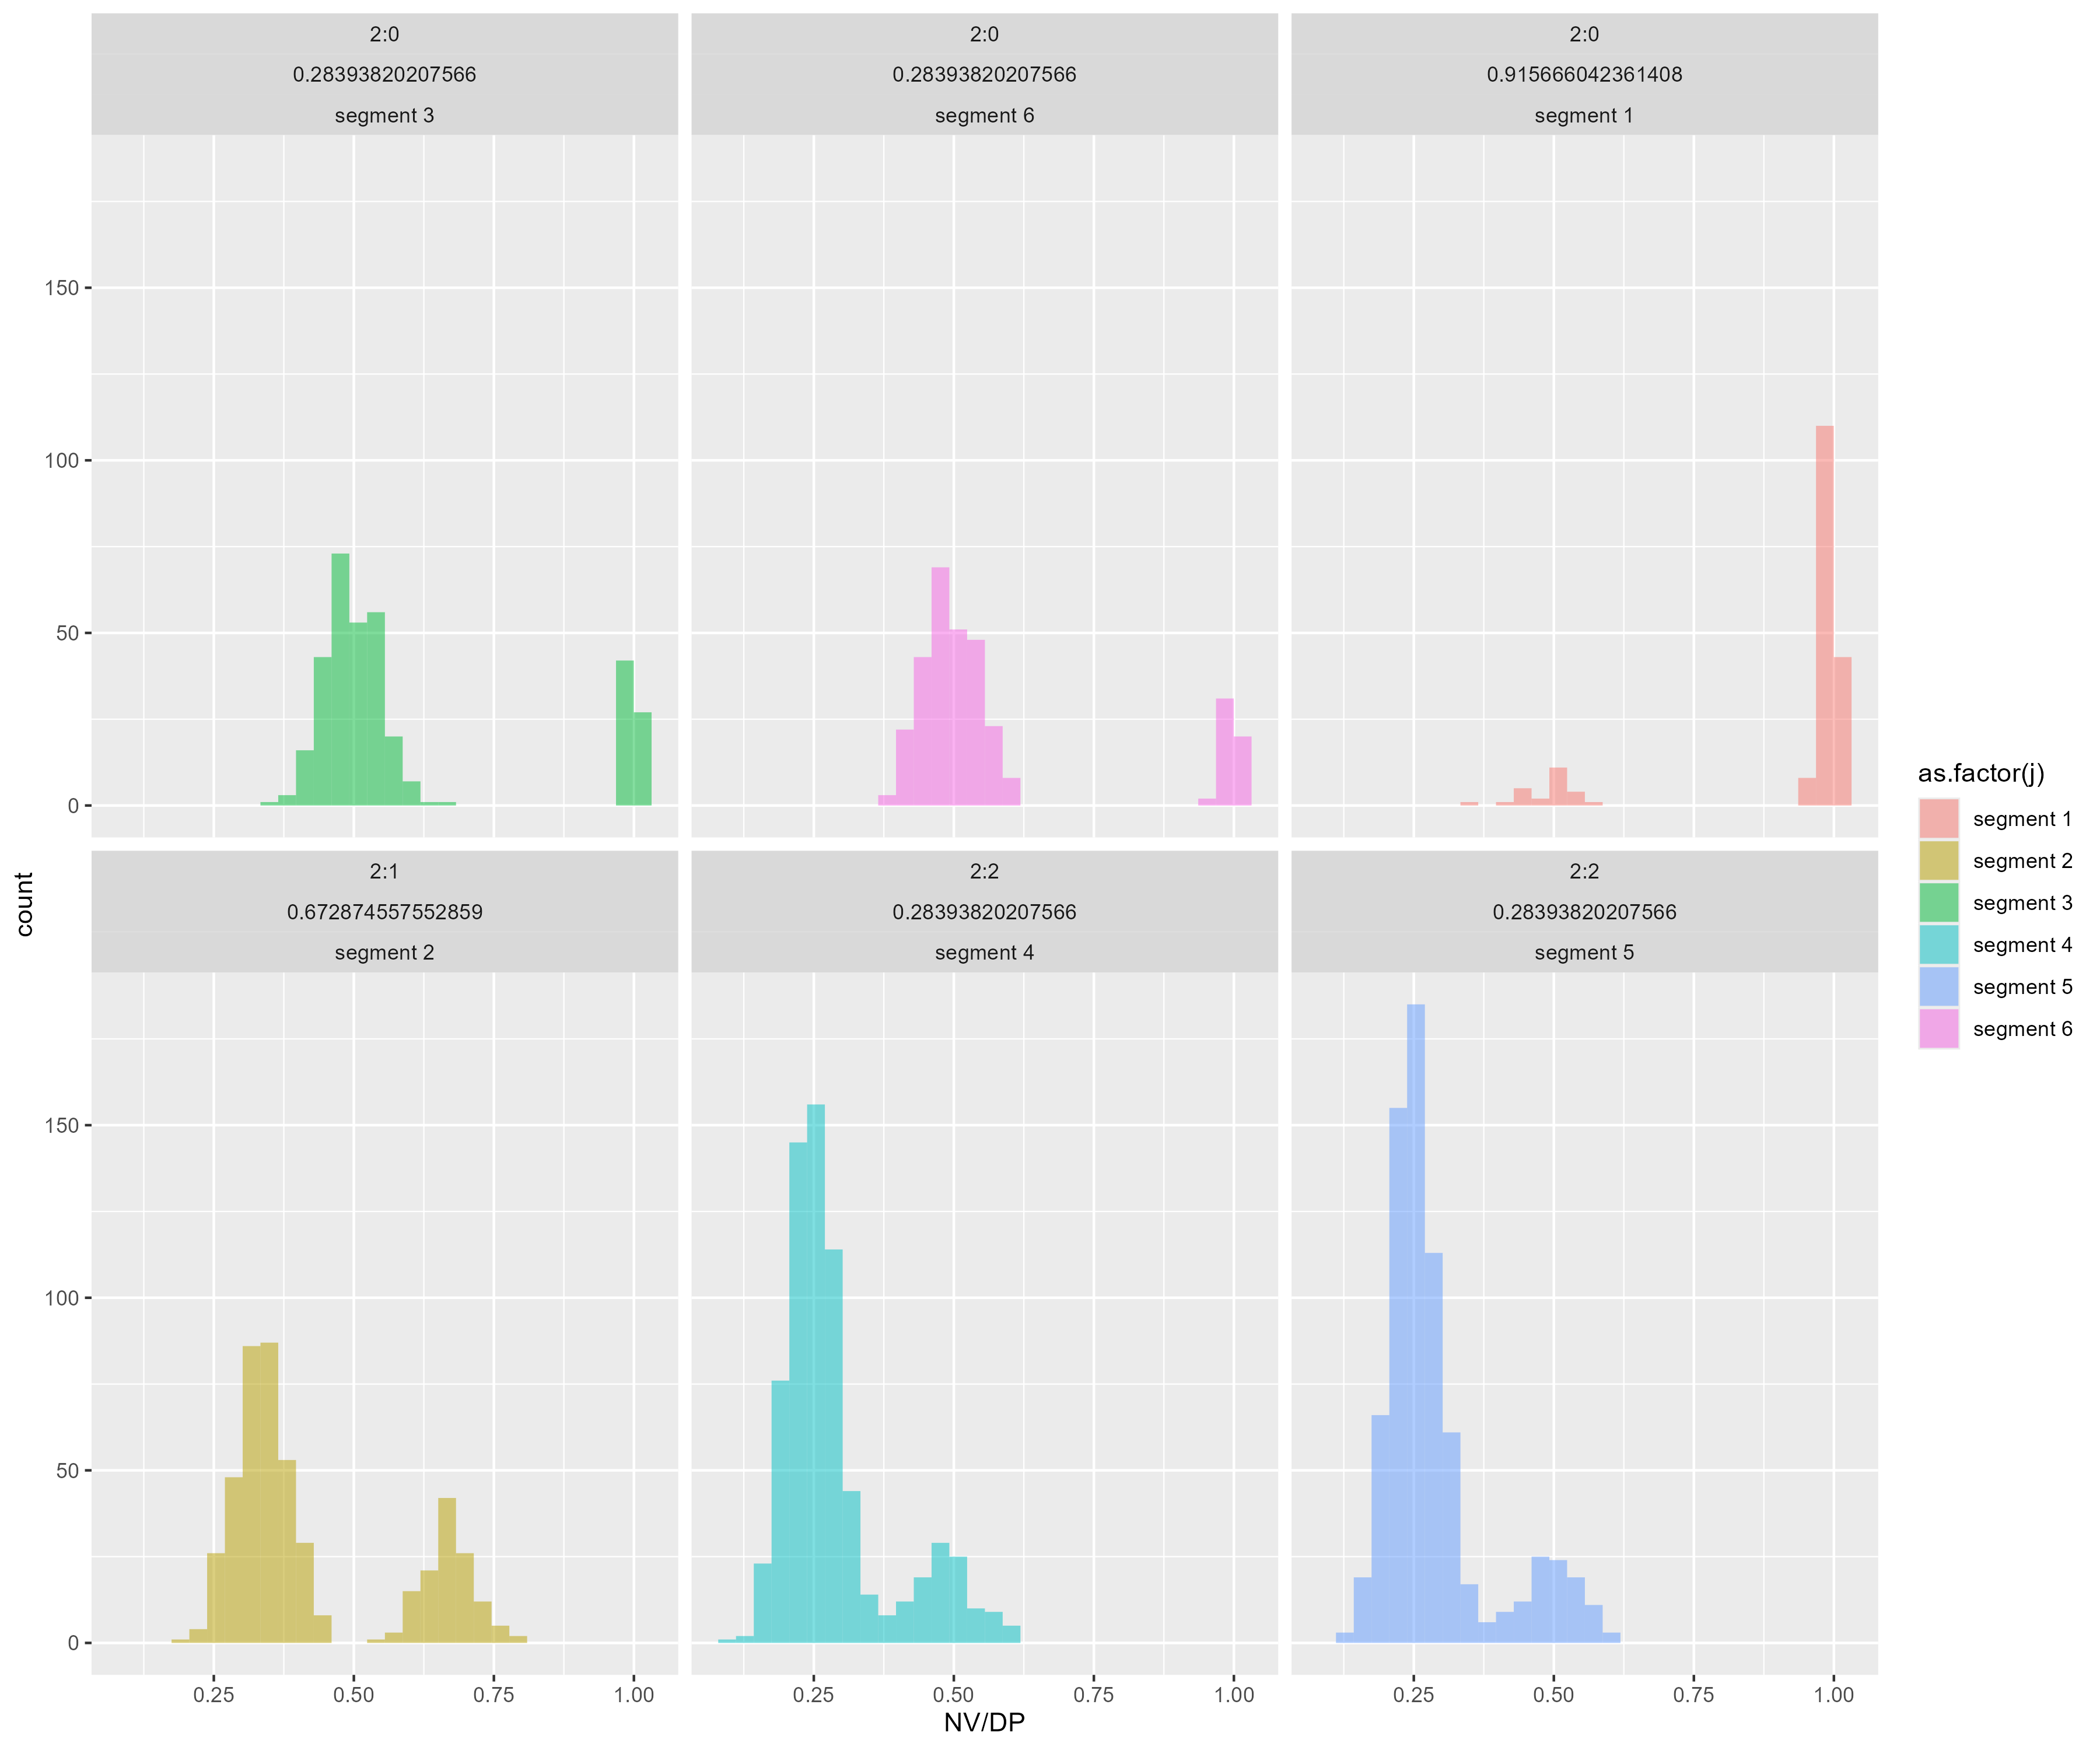 2:0
0.28393820207566
segment 3
2:0
0.28393820207566
segment 6
2:0
0.915666042361408
segment 1
150
100
50
0
2:1
0.672874557552859
segment 2
2:2
0.28393820207566
segment 4
2:2
0.28393820207566
segment 5
150
100
50
0
count
0.25 0.50 0.75 1.00
0.25 0.50 0.75 1.00
0.25 0.50 0.75 1.00
NV/DP
as.factor(j)
segment 1
segment 2
segment 3
segment 4
segment 5
segment 6